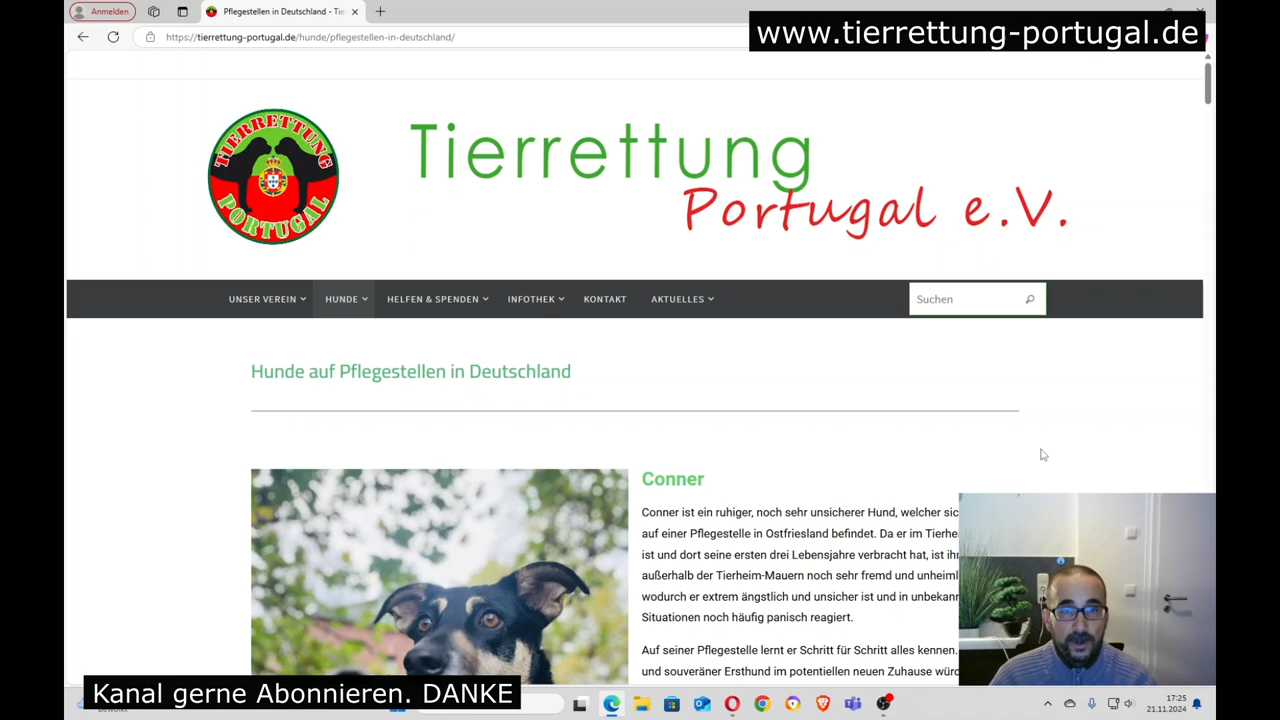 Anmelden
Pflegestellen in Deutschland - Tie
https://tierrettung-portugal.de/hunde/pflegestellen-in-deutschland/
www.tierrettung-portugal.de
TIERRETTUNG
PORTUGAL
Tierrettung
Portugal e.V.
UNSER VEREIN HUNDE HELFEN & SPENDEN INFOTHEK KONTAKT AKTUELLES Suchen
Hunde auf Pflegestellen in Deutschland
Conner
Conner ist ein ruhiger, noch sehr unsicherer Hund, welcher sic
auf einer Pflegestelle in Ostfriesland befindet. Da er im Tierhe
ist und dort seine ersten drei Lebensjahre verbracht hat, ist ih
außerhalb der Tierheim-Mauern noch sehr fremd und unheiml
wodurch er extrem ängstlich und unsicher ist und in unbekan
Situationen noch häufig panisch reagiert.
Auf seiner Pflegestelle lernt er Schritt für Schritt alles kennen.
und souveräner Ersthund im potentiellen neuen Zuhause würd
Kanal gerne Abonnieren. DANKE
17:25
21.11.2024